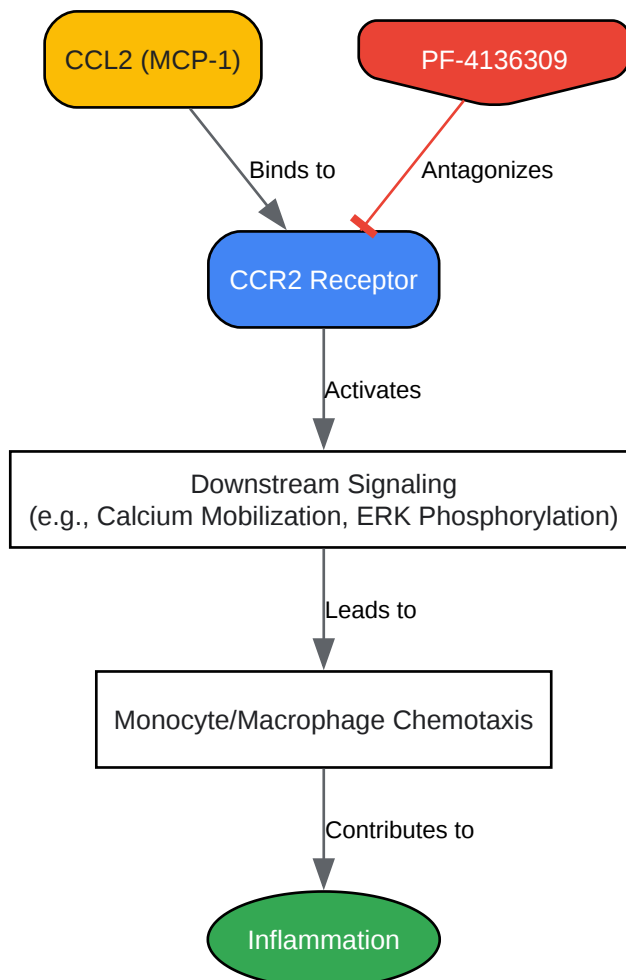 CCL2 (MCP-1)
PF-4136309
Binds to
Antagonizes
CCR2 Receptor
Activates
Downstream Signaling
(e.g., Calcium Mobilization, ERK Phosphorylation)
Leads to
Monocyte/Macrophage Chemotaxis
Contributes to
Inflammation